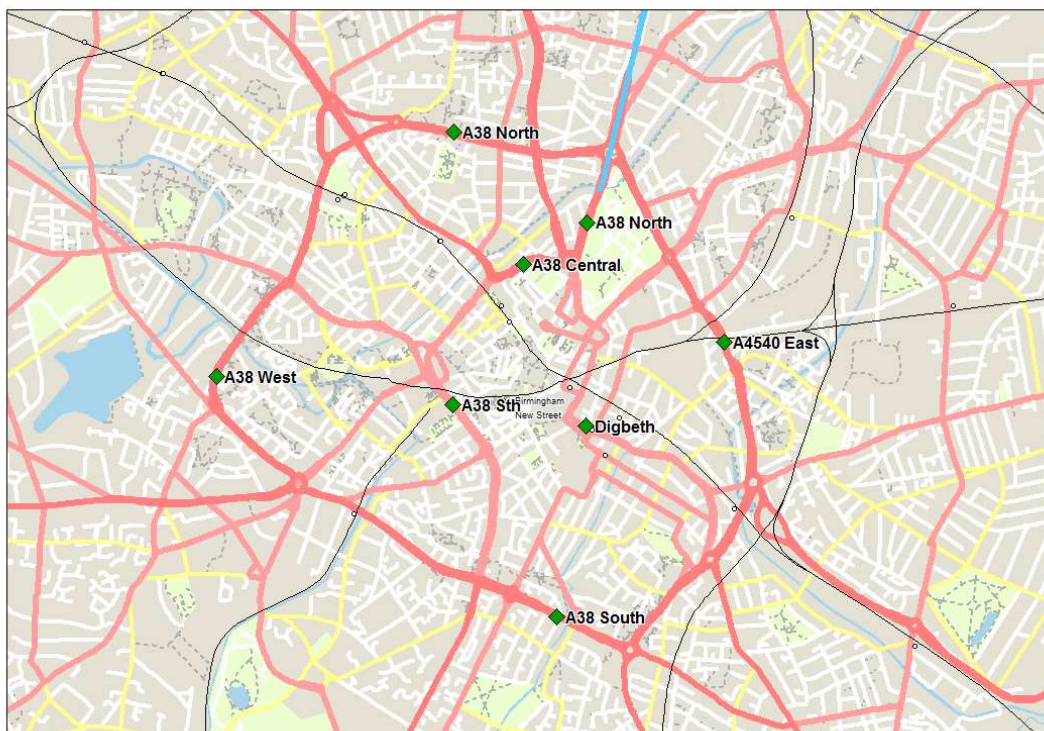 A38 North
A38 North
A38 Central
A4540 East
A38 West
A38 Sth
Birmingham
New Street
Digbeth
A38 South